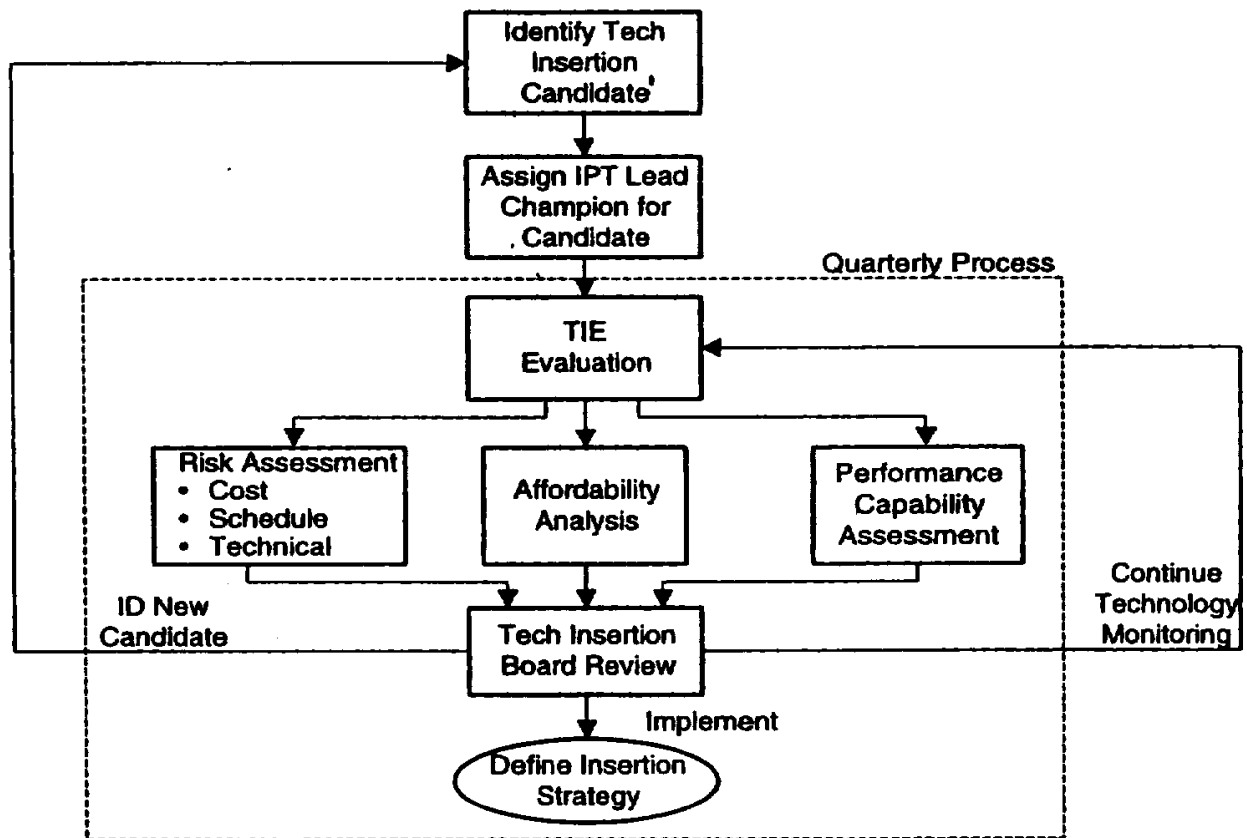 Identify Tech
Insertion
Candidate'
Assign IPT Lead
Champion for
Candidate
Quarterly Process
TIE
Evaluation
Risk Assessment
• Cost
• Schedule
• Technical
Affordability
Analysis
Performance
Capability
Assessment
ID New
Candidate
Continue
Technology
Monitoring
Tech Insertion
Board Review
Implement
Define Insertion
Strategy